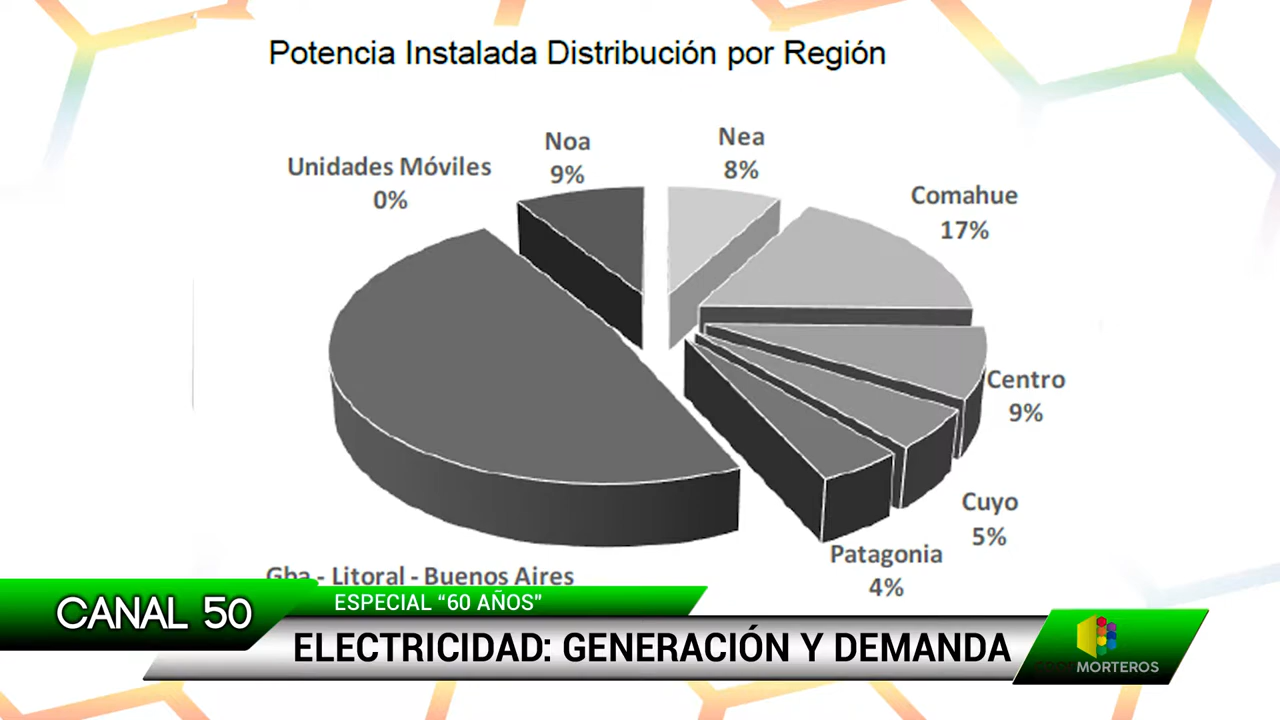 Potencia Instalada Distribución por Región
Noa
9%
Nea
8%
Unidades Móviles
0%
Comahue
17%
Centro
9%
Cuyo
5%
Patagonia
4%
Gba - Litoral - Buenos Aires
CANAL 50
ESPECIAL “60 AÑOS”
ELECTRICIDAD: GENERACIÓN Y DEMANDA
MORTEROS